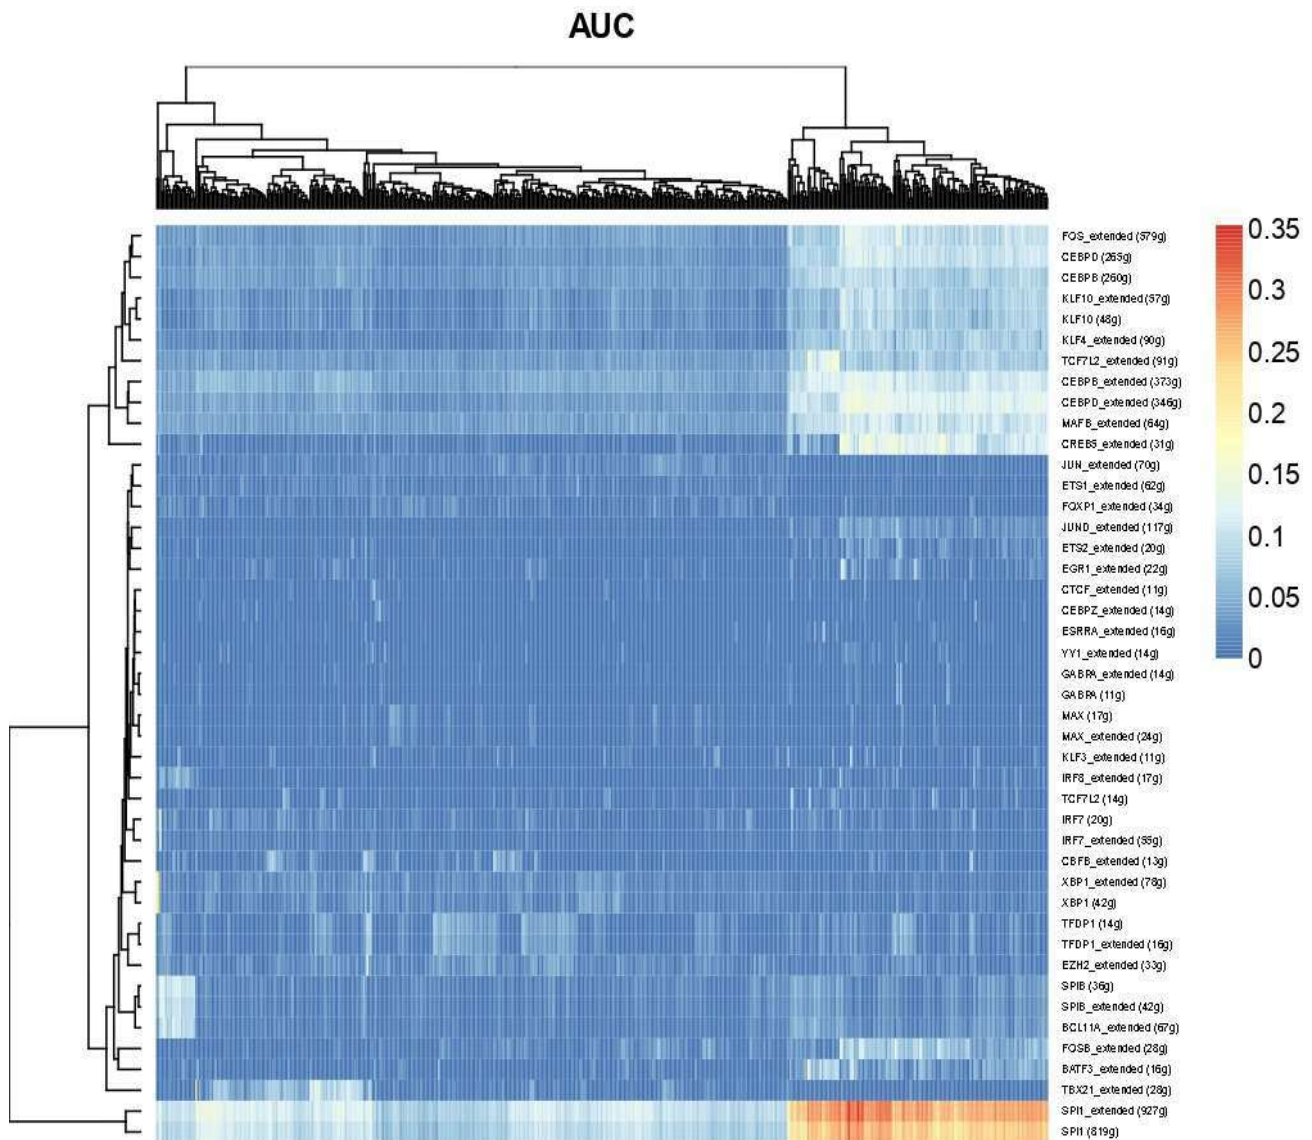 AUC
FOS_extended (579g)
CEBPD (265g)
CEBPB (260g)
KLF10_extended (57g)
KLF10 (48g)
KLF4_extended (90g)
TCF7L2_extended (91g)
CEBPB_extended (373g)
CEBPD_extended (346g)
MAFB_extended (64g)
CREB5_extended (31g)
JUN_extended (70g)
ETS1_extended (62g)
FOXP1_extended (34g)
JUND_extended (117g)
ETS2_extended (20g)
EGR1_extended (22g)
CTCF_extended (11g)
CEBPZ_extended (14g)
ESRRA_extended (16g)
YY1_extended (14g)
GABPA_extended (14g)
GABPA (11g)
MAX (17g)
MAX_extended (24g)
KLF3_extended (11g)
IRF8_extended (17g)
TCF7L2 (14g)
IRF7 (20g)
IRF7_extended (55g)
CBFB_extended (13g)
XBP1_extended (78g)
XBP1 (42g)
TFDP1 (14g)
TFDP1_extended (16g)
EZH2_extended (33g)
SPIB (36g)
SPIB_extended (42g)
BCL11A_extended (67g)
FOSB_extended (28g)
BATF3_extended (16g)
TBX21_extended (28g)
SPI1_extended (927g)
SPI1 (819g)
0.35
0.3
0.25
0.2
0.15
0.1
0.05
0